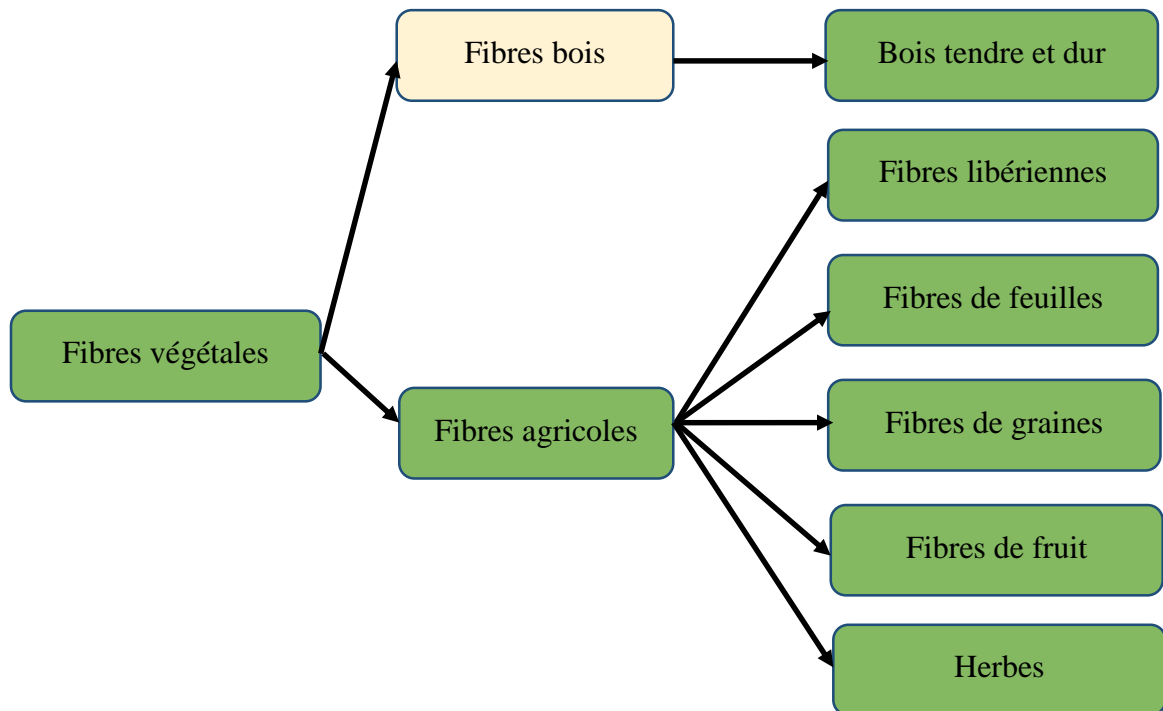 Fibres bois
Bois tendre et dur
Fibres libériennes
Fibres de feuilles
Fibres végétales
Fibres agricoles
Fibres de graines
Fibres de fruit
Herbes